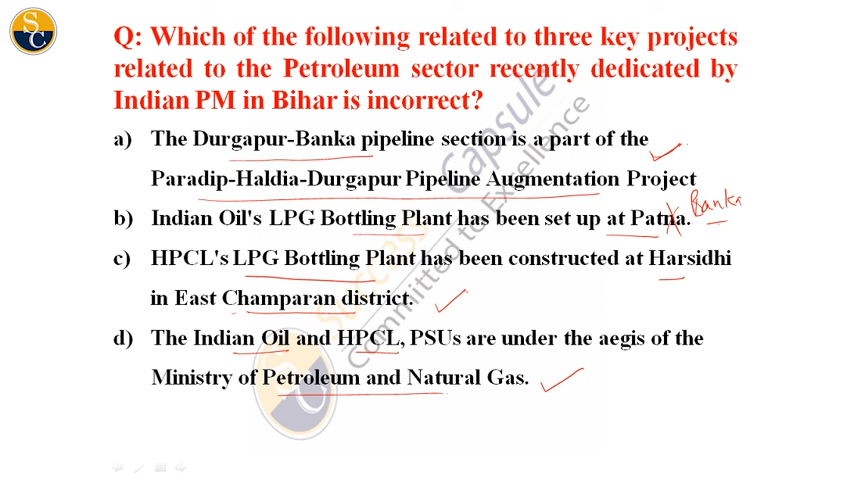 S
C
Q: Which of the following related to three key projects
related to the Petroleum sector recently dedicated by
Indian PM in Bihar is incorrect?
a) The Durgapur-Banka pipeline section is a part of the
Paradip-Haldia-Durgapur Pipeline Augmentation Project
Banka
b) Indian Oil's LPG Bottling Plant has been set up at Patna.
c) HPCL's LPG Bottling Plant has been constructed at Harsidhi
in East Champaran district.
d) The Indian Oil and HPCL, PSUs are under the aegis of the
Ministry of Petroleum and Natural Gas.
Success Capsule
Committed to Excellence
S
C